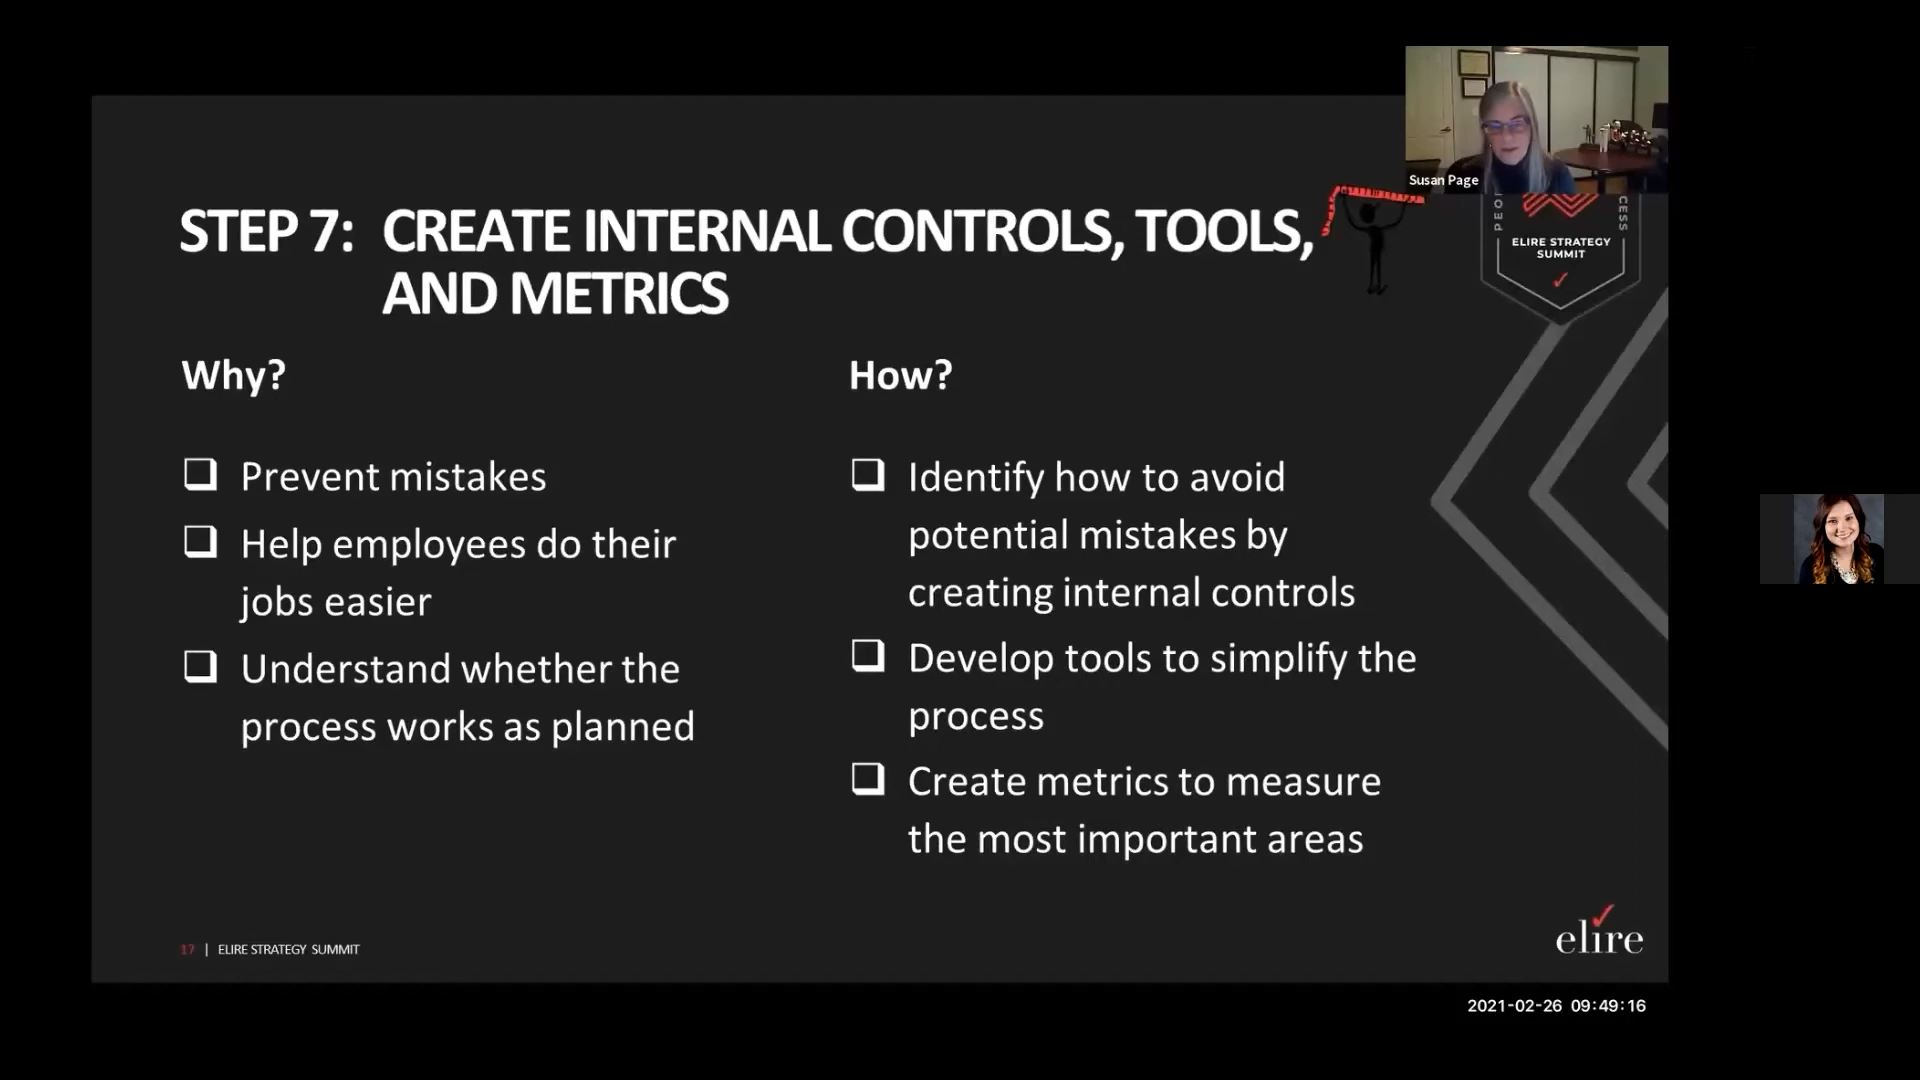 Susan Page
STEP 7: CREATE INTERNAL CONTROLS, TOOLS,
AND METRICS
ELIRE STRATEGY
SUMMIT
Why?
❑ Prevent mistakes
❑ Help employees do their
jobs easier
❑ Understand whether the
process works as planned
How?
❑ Identify how to avoid
potential mistakes by
creating internal controls
❑ Develop tools to simplify the
process
❑ Create metrics to measure
the most important areas
17 | ELIRE STRATEGY SUMMIT
elire
2021-02-26 09:49:16